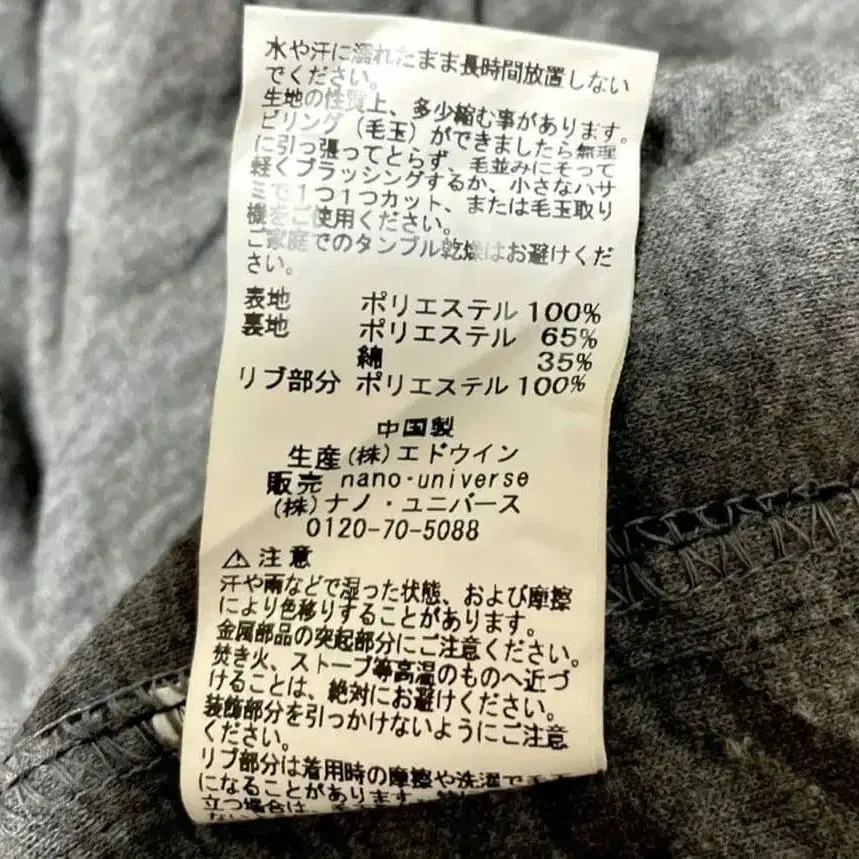 水や汗に濡れたまま長時間放置しない
でください。
生地の性質上、多少縮む事があります。
ピリング（毛玉）ができましたら無理
に引っ張ってとらず、毛並みにそって
軽くブラッシングするか、小さなハサ
ミで１つ１つカット、または毛玉取り
機をご使用ください。
ご家庭でのタンブル乾燥はお避けくだ
さい。
表地 ポリエステル 100%
裏地 ポリエステル 65%
綿 35%
リブ部分 ポリエステル 100%
中国製
生産 (株)エドウイン
販売 nano・universe
(株)ナノ・ユニバース
0120-70-5088
⚠注意
汗や雨などで湿った状態、および摩擦
により色移りすることがあります。
金属部品の突起部分にご注意ください。
焚き火、ストーブ等高温のものへ近づ
けることは、絶対にお避けください。
装飾部分を引っかけないようにご注意
ください。
リブ部分は着用時の摩擦や洗濯で毛
になることがあります。
立つ場合は、